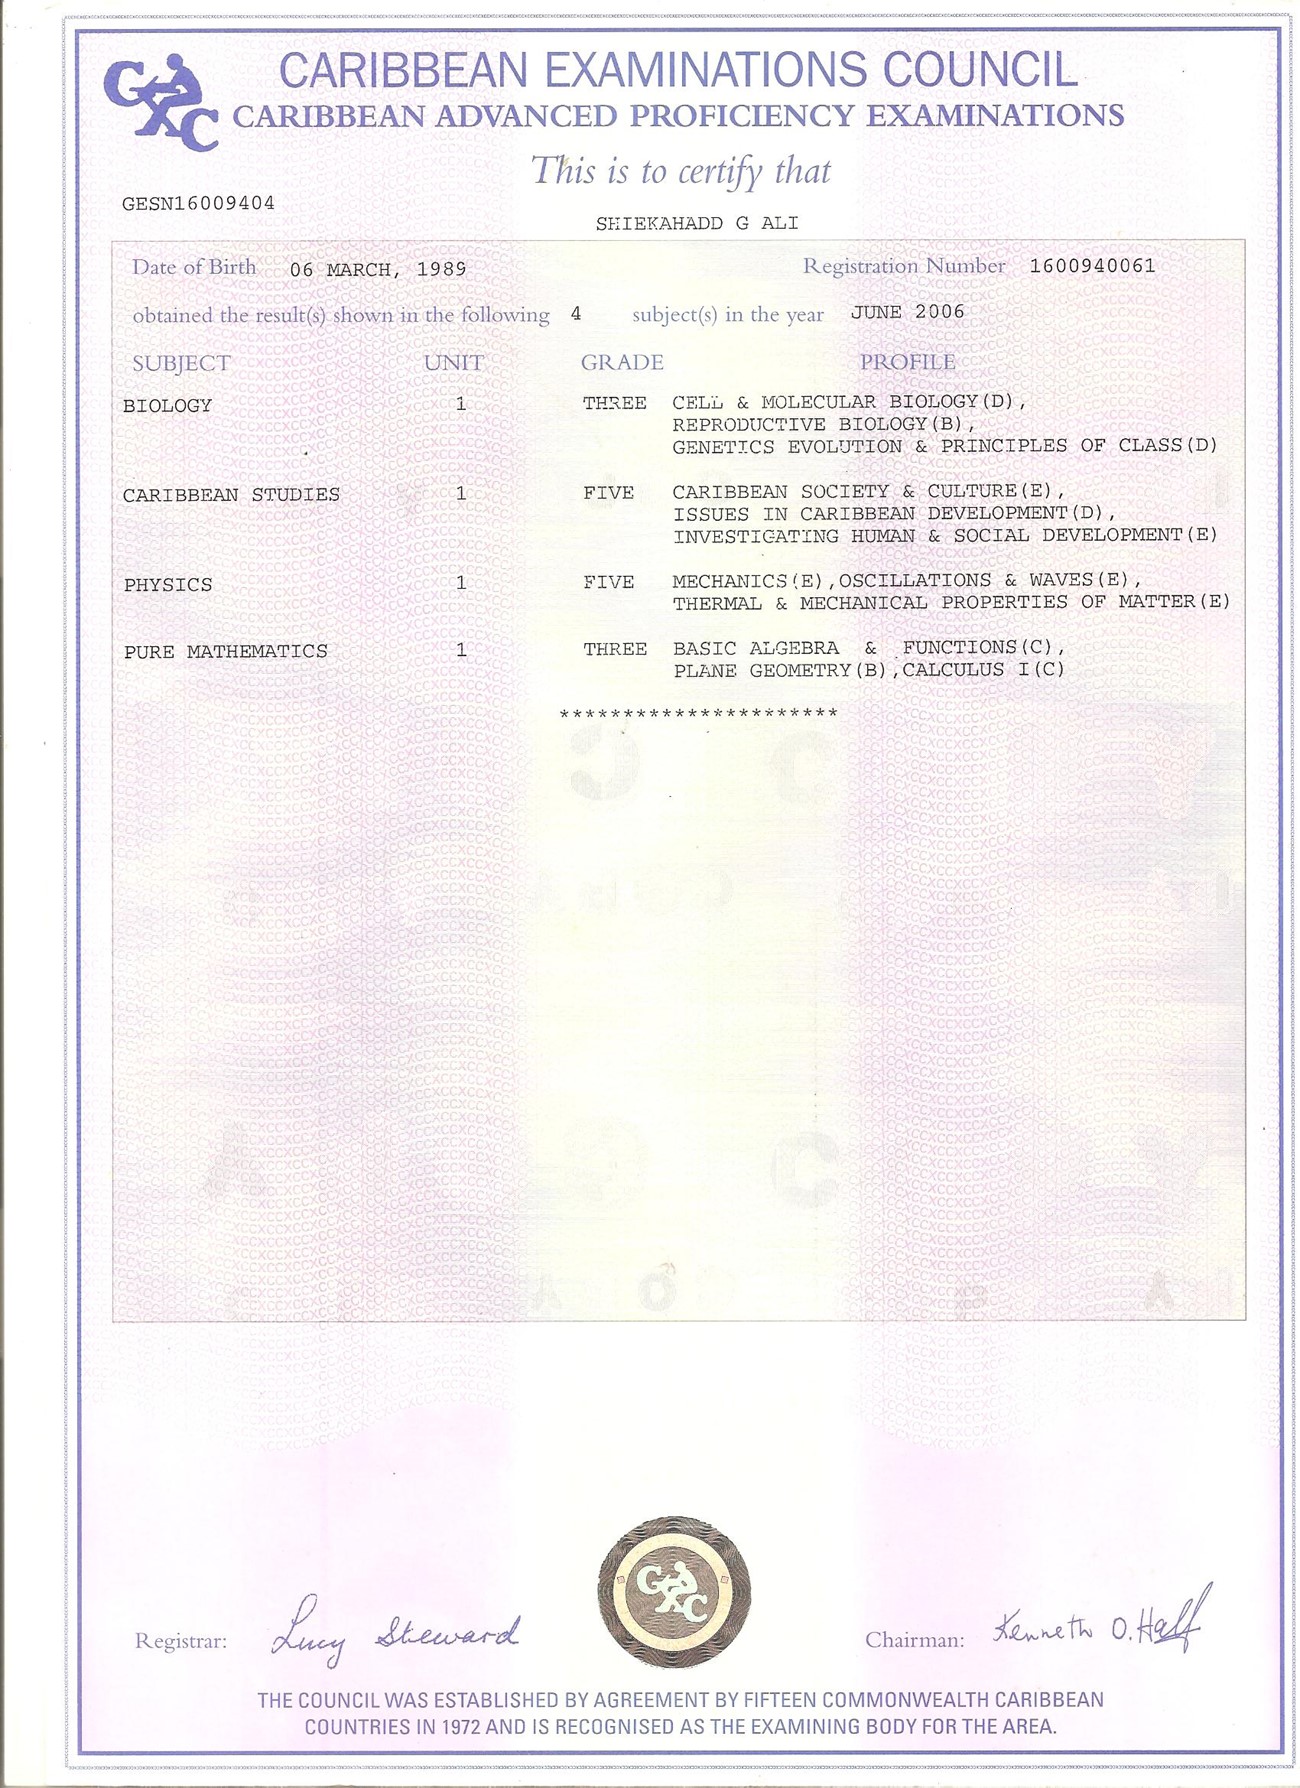 CXC
CARIBBEAN EXAMINATIONS COUNCIL
CARIBBEAN ADVANCED PROFICIENCY EXAMINATIONS
This is to certify that
GESN16009404
SHIEKAHADD G ALI
Date of Birth 06 MARCH, 1989 Registration Number 1600940061
obtained the result(s) shown in the following 4 subject(s) in the year JUNE 2006
SUBJECT UNIT GRADE PROFILE
BIOLOGY 1 THREE CELL & MOLECULAR BIOLOGY(D),
REPRODUCTIVE BIOLOGY(B),
GENETICS EVOLUTION & PRINCIPLES OF CLASS(D)
CARIBBEAN STUDIES 1 FIVE CARIBBEAN SOCIETY & CULTURE(E),
ISSUES IN CARIBBEAN DEVELOPMENT(D),
INVESTIGATING HUMAN & SOCIAL DEVELOPMENT(E)
PHYSICS 1 FIVE MECHANICS(E),OSCILLATIONS & WAVES(E),
THERMAL & MECHANICAL PROPERTIES OF MATTER(E)
PURE MATHEMATICS 1 THREE BASIC ALGEBRA & FUNCTIONS(C),
PLANE GEOMETRY(B),CALCULUS I(C)
**********************
CXC
Registrar: Lucy Steward Chairman: Kenneth O. Hall
THE COUNCIL WAS ESTABLISHED BY AGREEMENT BY FIFTEEN COMMONWEALTH CARIBBEAN
COUNTRIES IN 1972 AND IS RECOGNISED AS THE EXAMINING BODY FOR THE AREA.